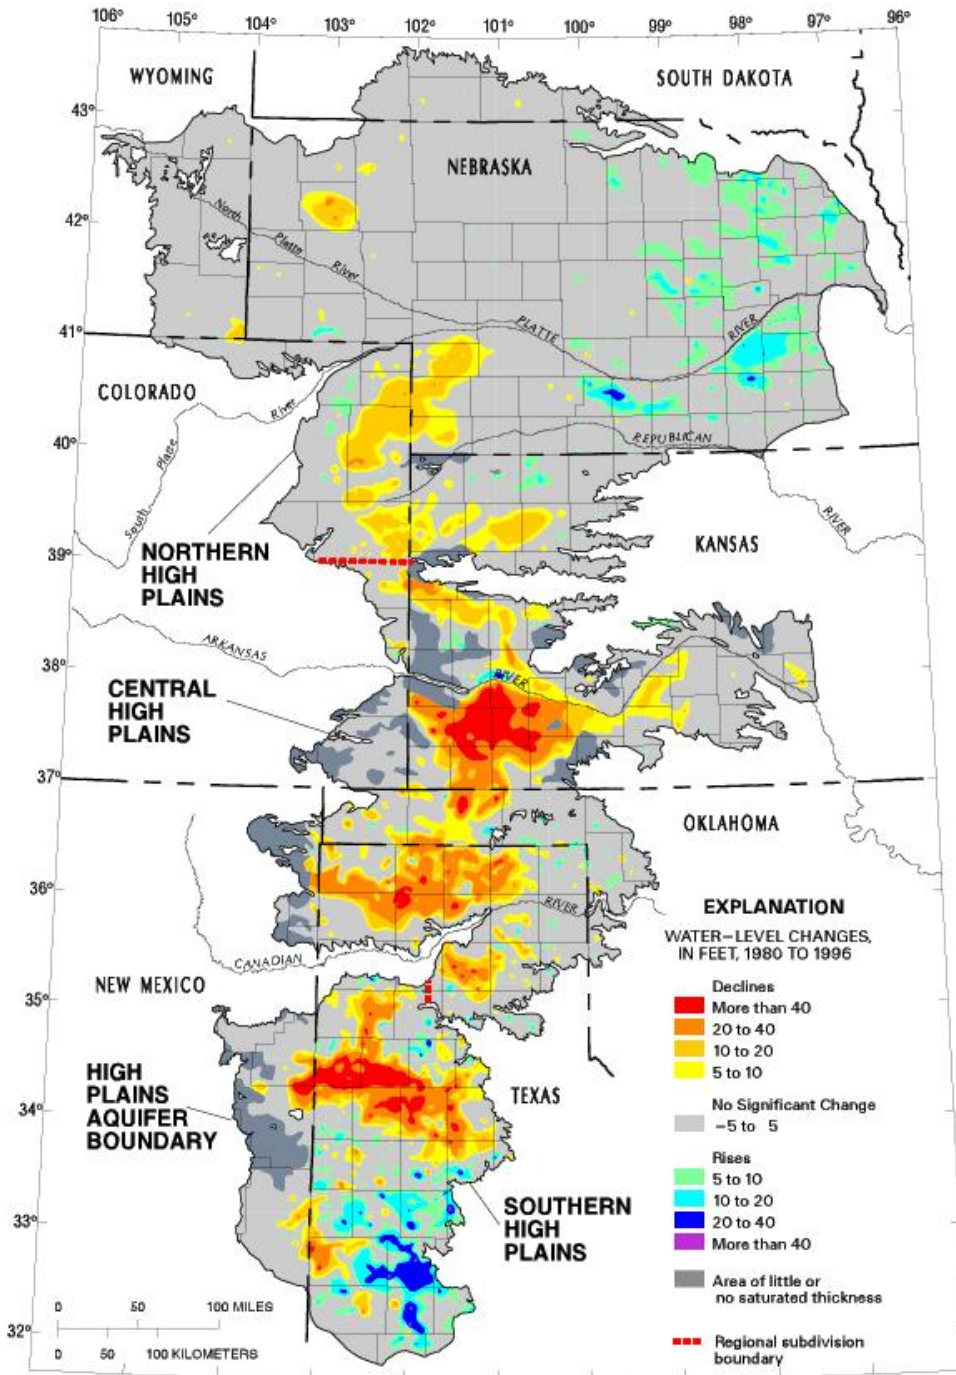 106° 105° 104° 103° 102° 101° 100° 99° 98° 97° 96°
WYOMING
SOUTH DAKOTA
43°
NEBRASKA
42°
North Platte River
41°
PLATTE RIVER
COLORADO
South Platte River
40°
REPUBLICAN RIVER
39°
KANSAS
NORTHERN
HIGH
PLAINS
ARKANSAS RIVER
38°
CENTRAL
HIGH
PLAINS
37°
OKLAHOMA
36°
CANADIAN RIVER
NEW MEXICO
35°
HIGH
PLAINS
AQUIFER
BOUNDARY
TEXAS
34°
SOUTHERN
HIGH
PLAINS
33°
32°
0 50 100 MILES
0 50 100 KILOMETERS
EXPLANATION
WATER-LEVEL CHANGES,
IN FEET, 1980 TO 1996
Declines
More than 40
20 to 40
10 to 20
5 to 10
No Significant Change
-5 to 5
Rises
5 to 10
10 to 20
20 to 40
More than 40
Area of little or
no saturated thickness
Regional subdivision
boundary